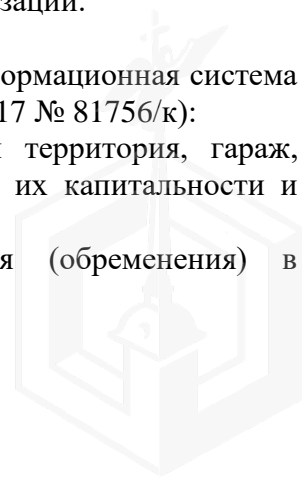 зации.
ормационная система
17 № 81756/к):
территория, гараж,
их капитальности и
я (обременения) в